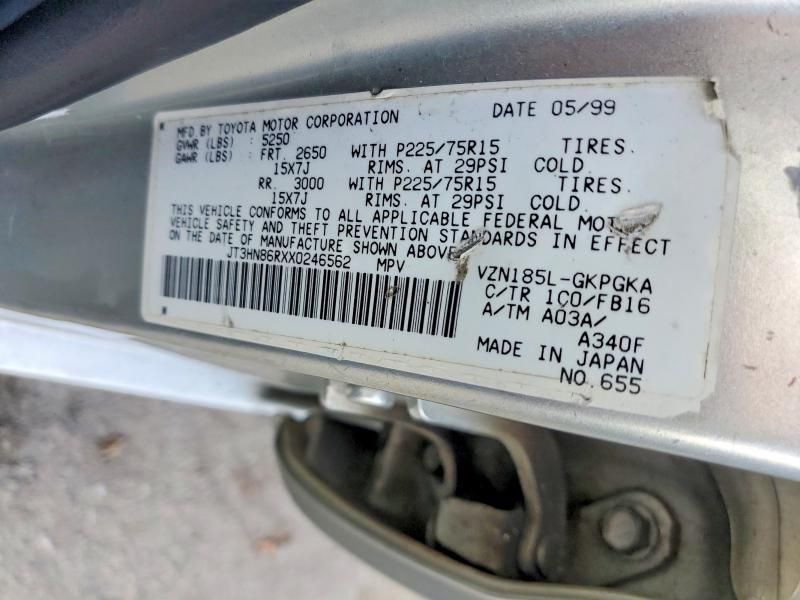 MFD. BY TOYOTA MOTOR CORPORATION DATE 05/99
GVWR (LBS) : 5250
GAWR (LBS) : FRT. 2650 WITH P225/75R15 TIRES.
15X7J RIMS. AT 29PSI COLD.
RR. 3000 WITH P225/75R15 TIRES.
15X7J RIMS. AT 29PSI COLD.
THIS VEHICLE CONFORMS TO ALL APPLICABLE FEDERAL MOTOR
VEHICLE SAFETY AND THEFT PREVENTION STANDARDS IN EFFECT
ON THE DATE OF MANUFACTURE SHOWN ABOVE.
JT3HN86RXX0246562 MPV
VZN185L-GKPGKA
C/TR 1C0/FB16
A/TM A03A/
A340F
MADE IN JAPAN
NO.655